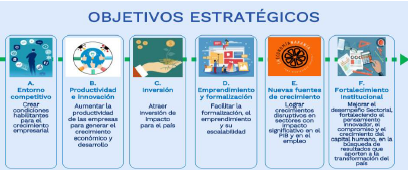 OBJETIVOS ESTRATÉGICOS
A.
Entorno
competitivo
Crear
condiciones
habilitantes
para el
crecimiento
empresarial
B.
Productividad
e innovación
Aumentar la
productividad
de las empresas
para generar el
crecimiento
económico y
desarrollo
C.
Inversión
Atraer
inversión de
impacto para
el país
D.
Emprendimiento
y formalización
Facilitar la
formalización, el
emprendimiento
y su
escalabilidad
E.
Nuevas fuentes
de crecimiento
Lograr
crecimientos
disruptivos en
sectores con
impacto
significativo en el
PIB y en el
empleo
F.
Fortalecimiento
institucional
Mejorar el
desempeño Sectorial,
fortaleciendo el
pensamiento
innovador, el
compromiso y el
crecimiento del
capital humano, en la
búsqueda de
resultados que
aporten a la
transformación del
país